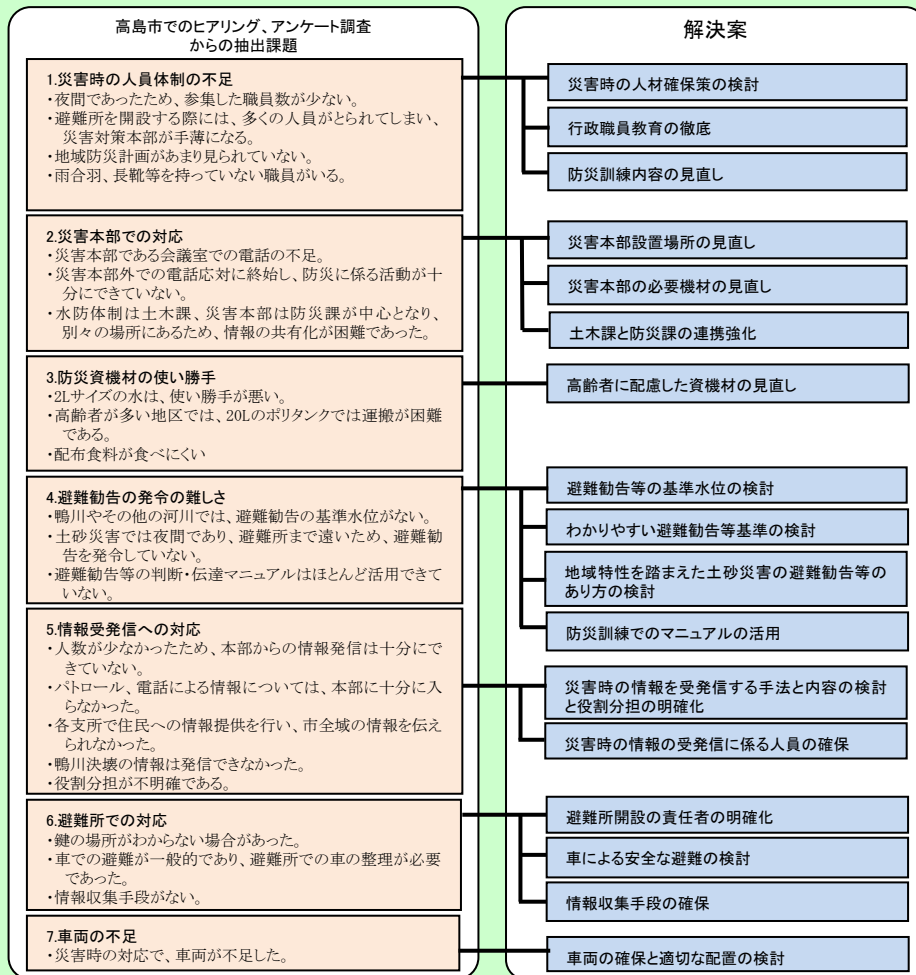 高島市でのヒアリング、アンケート調査
からの抽出課題
1.災害時の人員体制の不足
・夜間であったため、参集した職員数が少ない。
・避難所を開設する際には、多くの人員がとられてしまい、
災害対策本部が手薄になる。
・地域防災計画があまり見られていない。
・雨合羽、長靴等を持っていない職員がいる。
2.災害本部での対応
・災害本部である会議室での電話の不足。
・災害本部外での電話応対に終始し、防災に係る活動が十
分にできていない。
・水防体制は土木課、災害本部は防災課が中心となり、
別々の場所にあるため、情報の共有化が困難であった。
3.防災資機材の使い勝手
・2Lサイズの水は、使い勝手が悪い。
・高齢者が多い地区では、20Lのポリタンクでは運搬が困難
である。
・配布食料が食べにくい
4.避難勧告の発令の難しさ
・鴨川やその他の河川では、避難勧告の基準水位がない。
・土砂災害では夜間であり、避難所まで遠いため、避難勧
告を発令していない。
・避難勧告等の判断・伝達マニュアルはほとんど活用できて
いない。
5.情報受発信への対応
・人数が少なかったため、本部からの情報発信は十分にで
きていない。
・パトロール、電話による情報については、本部に十分に入
らなかった。
・各支所で住民への情報提供を行い、市全域の情報を伝え
られなかった。
・鴨川決壊の情報は発信できなかった。
・役割分担が不明確である。
6.避難所での対応
・鍵の場所がわからない場合があった。
・車での避難が一般的であり、避難所での車の整理が必要
であった。
・情報収集手段がない。
7.車両の不足
・災害時の対応で、車両が不足した。
解決案
災害時の人材確保策の検討
行政職員教育の徹底
防災訓練内容の見直し
災害本部設置場所の見直し
災害本部の必要機材の見直し
土木課と防災課の連携強化
高齢者に配慮した資機材の見直し
避難勧告等の基準水位の検討
わかりやすい避難勧告等基準の検討
地域特性を踏まえた土砂災害の避難勧告等の
あり方の検討
防災訓練でのマニュアルの活用
災害時の情報を受発信する手法と内容の検討
と役割分担の明確化
災害時の情報の受発信に係る人員の確保
避難所開設の責任者の明確化
車による安全な避難の検討
情報収集手段の確保
車両の確保と適切な配置の検討